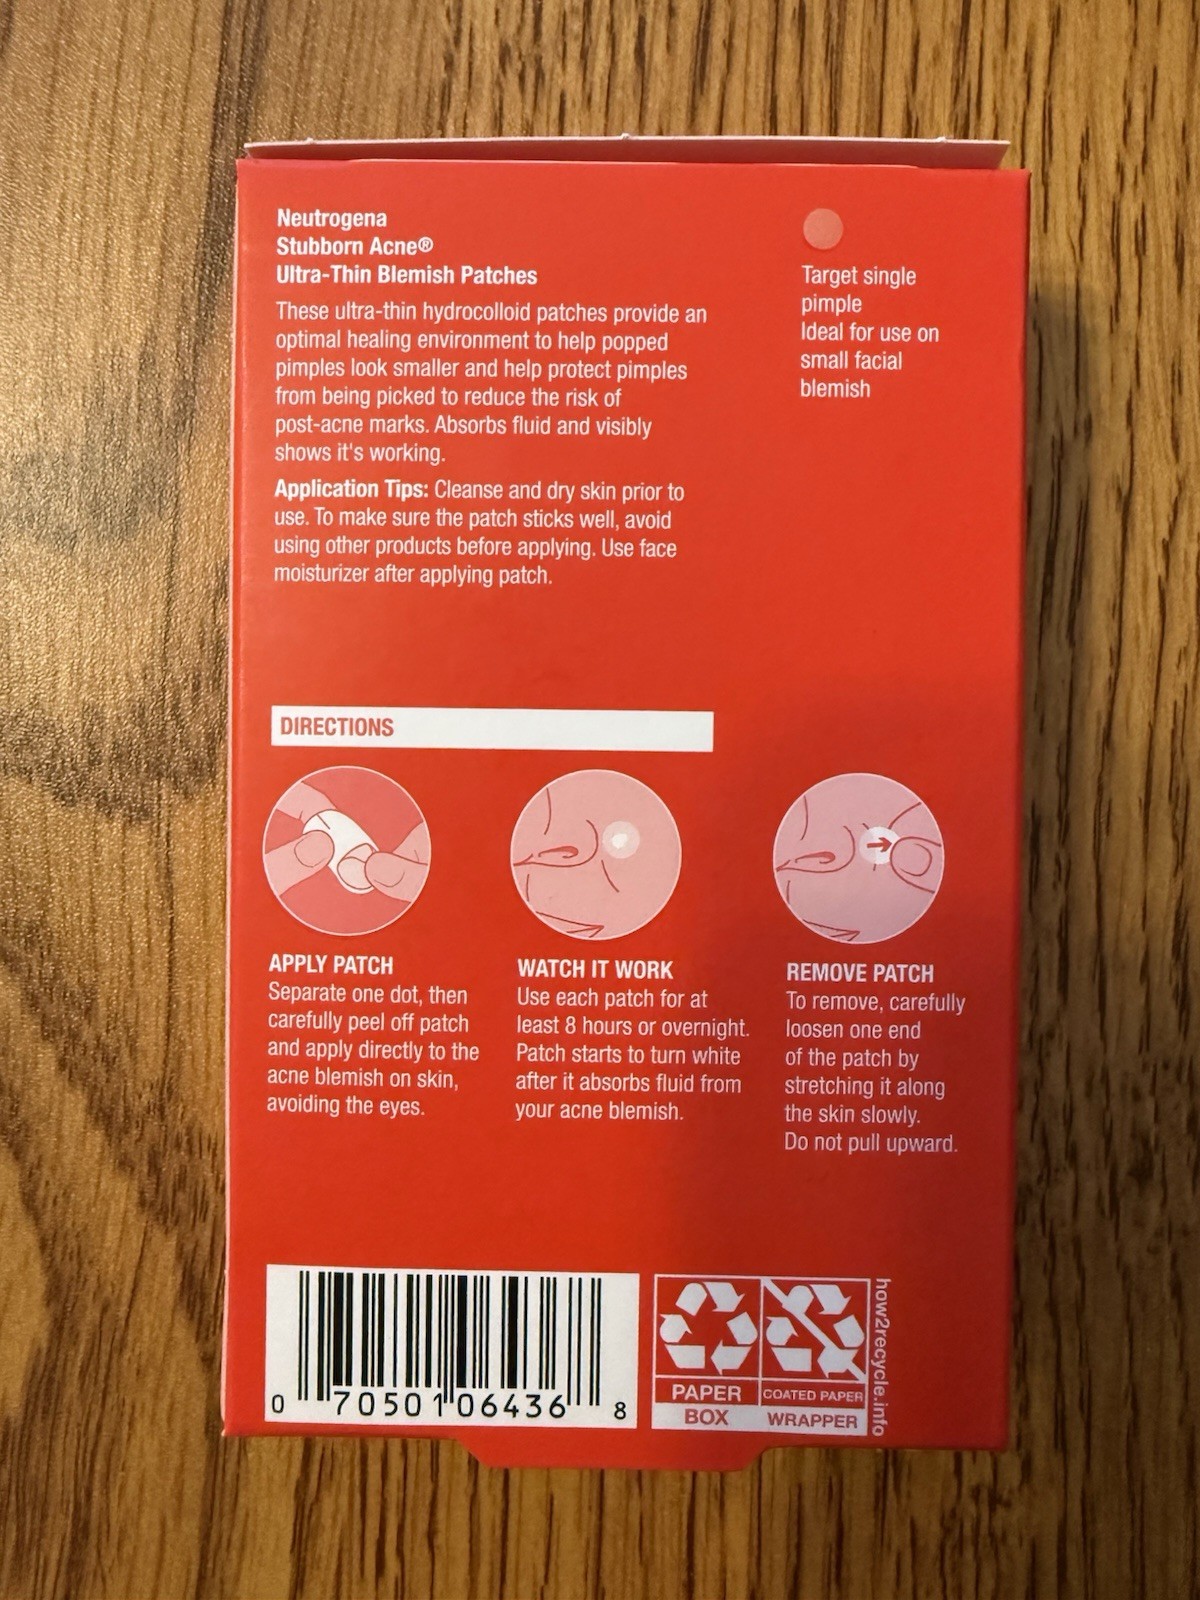 Neutrogena
Stubborn Acne®
Ultra-Thin Blemish Patches
These ultra-thin hydrocolloid patches provide an
optimal healing environment to help popped
pimples look smaller and help protect pimples
from being picked to reduce the risk of
post-acne marks. Absorbs fluid and visibly
shows it's working.
Application Tips: Cleanse and dry skin prior to
use. To make sure the patch sticks well, avoid
using other products before applying. Use face
moisturizer after applying patch.
Target single
pimple
Ideal for use on
small facial
blemish
DIRECTIONS
APPLY PATCH
Separate one dot, then
carefully peel off patch
and apply directly to the
acne blemish on skin,
avoiding the eyes.
WATCH IT WORK
Use each patch for at
least 8 hours or overnight.
Patch starts to turn white
after it absorbs fluid from
your acne blemish.
REMOVE PATCH
To remove, carefully
loosen one end
of the patch by
stretching it along
the skin slowly.
Do not pull upward.
0 70501 06436 8
PAPER
BOX
COATED PAPER
WRAPPER
how2recycle.info